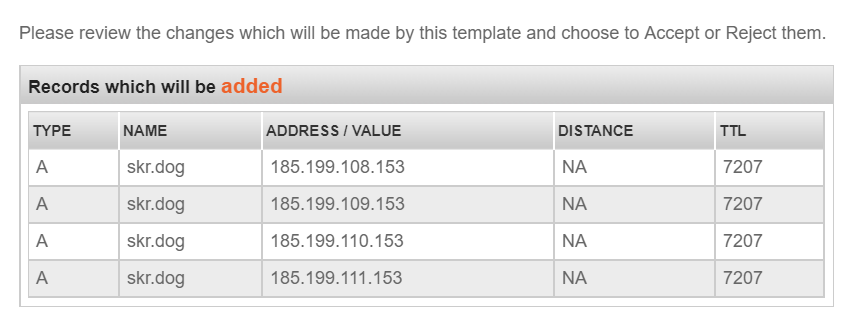 Please review the changes which will be made by this template and choose to Accept or Reject them.
Records which will be added
TYPE NAME ADDRESS / VALUE DISTANCE TTL
A skr.dog 185.199.108.153 NA 7207
A skr.dog 185.199.109.153 NA 7207
A skr.dog 185.199.110.153 NA 7207
A skr.dog 185.199.111.153 NA 7207